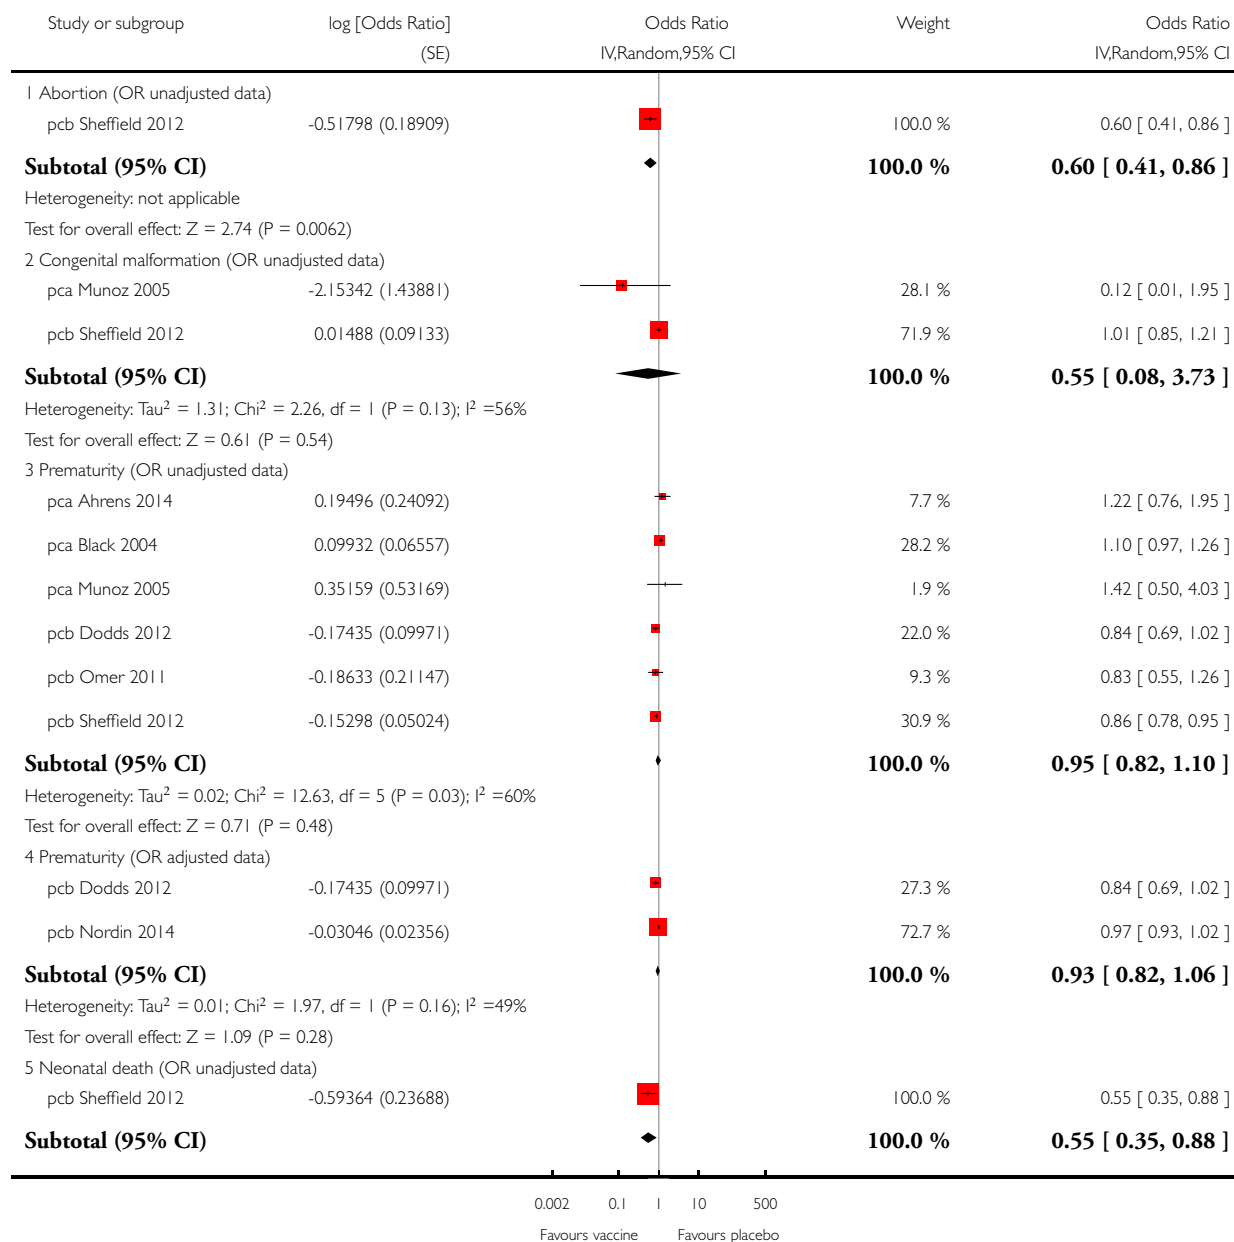 Study or subgroup log [Odds Ratio] Odds Ratio Weight Odds Ratio
(SE) IV,Random,95% CI IV,Random,95% CI
1 Abortion (OR unadjusted data)
pcb Sheffield 2012 -0.51798 (0.18909) 100.0 % 0.60 [ 0.41, 0.86 ]
Subtotal (95% CI) 100.0 % 0.60 [ 0.41, 0.86 ]
Heterogeneity: not applicable
Test for overall effect: Z = 2.74 (P = 0.0062)
2 Congenital malformation (OR unadjusted data)
pca Munoz 2005 -2.15342 (1.43881) 28.1 % 0.12 [ 0.01, 1.95 ]
pcb Sheffield 2012 0.01488 (0.09133) 71.9 % 1.01 [ 0.85, 1.21 ]
Subtotal (95% CI) 100.0 % 0.55 [ 0.08, 3.73 ]
Heterogeneity: Tau² = 1.31; Chi² = 2.26, df = 1 (P = 0.13); I² =56%
Test for overall effect: Z = 0.61 (P = 0.54)
3 Prematurity (OR unadjusted data)
pca Ahrens 2014 0.19496 (0.24092) 7.7 % 1.22 [ 0.76, 1.95 ]
pca Black 2004 0.09932 (0.06557) 28.2 % 1.10 [ 0.97, 1.26 ]
pca Munoz 2005 0.35159 (0.53169) 1.9 % 1.42 [ 0.50, 4.03 ]
pcb Dodds 2012 -0.17435 (0.09971) 22.0 % 0.84 [ 0.69, 1.02 ]
pcb Omer 2011 -0.18633 (0.21147) 9.3 % 0.83 [ 0.55, 1.26 ]
pcb Sheffield 2012 -0.15298 (0.05024) 30.9 % 0.86 [ 0.78, 0.95 ]
Subtotal (95% CI) 100.0 % 0.95 [ 0.82, 1.10 ]
Heterogeneity: Tau² = 0.02; Chi² = 12.63, df = 5 (P = 0.03); I² =60%
Test for overall effect: Z = 0.71 (P = 0.48)
4 Prematurity (OR adjusted data)
pcb Dodds 2012 -0.17435 (0.09971) 27.3 % 0.84 [ 0.69, 1.02 ]
pcb Nordin 2014 -0.03046 (0.02356) 72.7 % 0.97 [ 0.93, 1.02 ]
Subtotal (95% CI) 100.0 % 0.93 [ 0.82, 1.06 ]
Heterogeneity: Tau² = 0.01; Chi² = 1.97, df = 1 (P = 0.16); I² =49%
Test for overall effect: Z = 1.09 (P = 0.28)
5 Neonatal death (OR unadjusted data)
pcb Sheffield 2012 -0.59364 (0.23688) 100.0 % 0.55 [ 0.35, 0.88 ]
Subtotal (95% CI) 100.0 % 0.55 [ 0.35, 0.88 ]
0.002 0.1 1 10 500
Favours vaccine Favours placebo